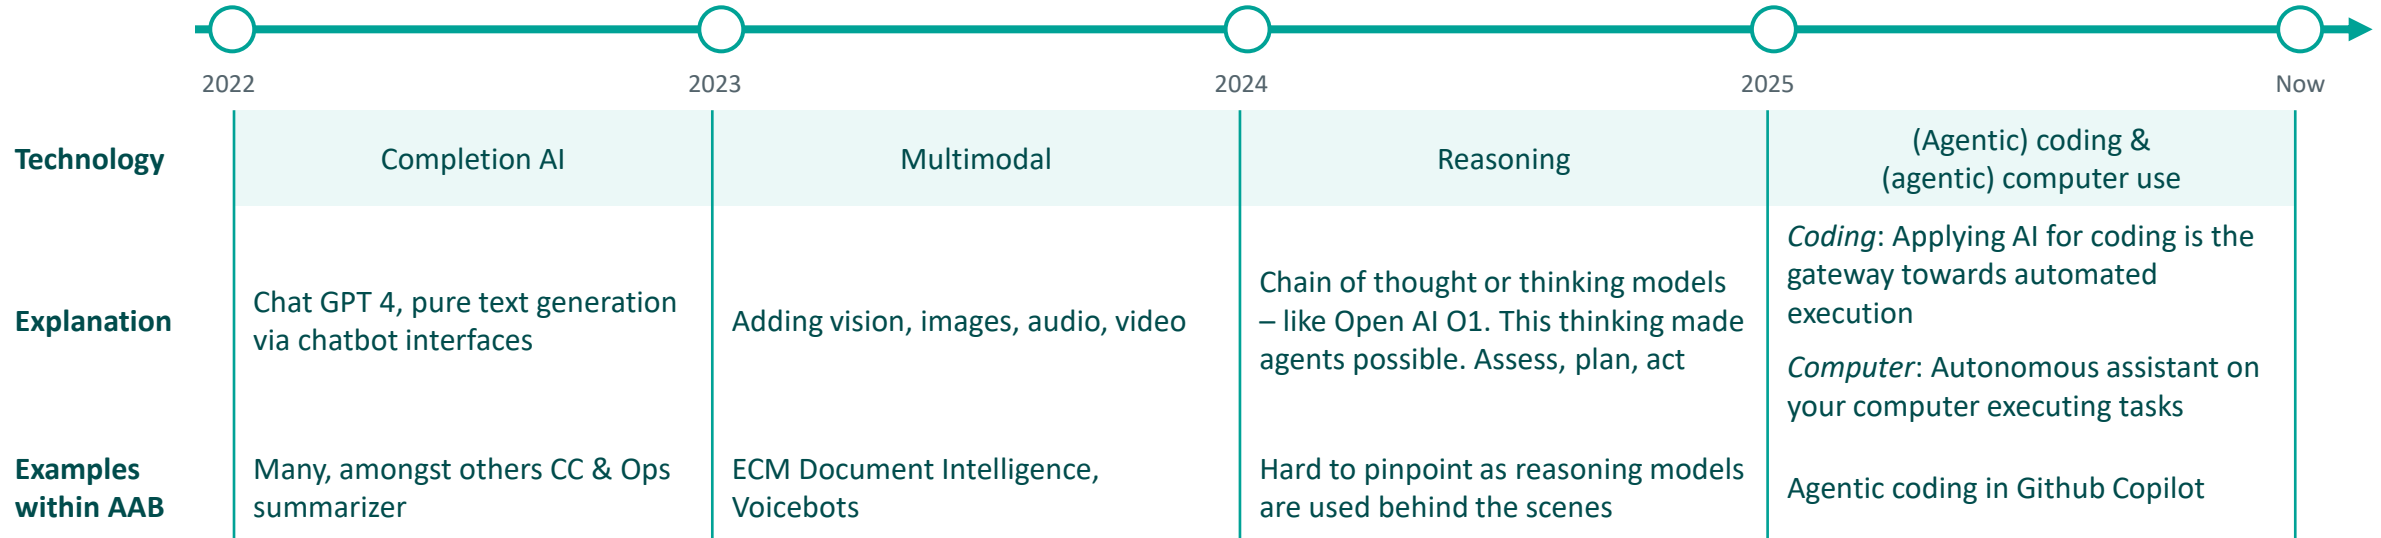 2022
2023
2024
2025
Now
Technology
Completion AI
Multimodal
Reasoning
(Agentic) coding &
(agentic) computer use
Explanation
Chat GPT 4, pure text generation
via chatbot interfaces
Adding vision, images, audio, video
Chain of thought or thinking models
– like Open AI O1. This thinking made
agents possible. Assess, plan, act
Coding: Applying AI for coding is the
gateway towards automated
execution
Computer: Autonomous assistant on
your computer executing tasks
Examples
within AAB
Many, amongst others CC & Ops
summarizer
ECM Document Intelligence,
Voicebots
Hard to pinpoint as reasoning models
are used behind the scenes
Agentic coding in Github Copilot